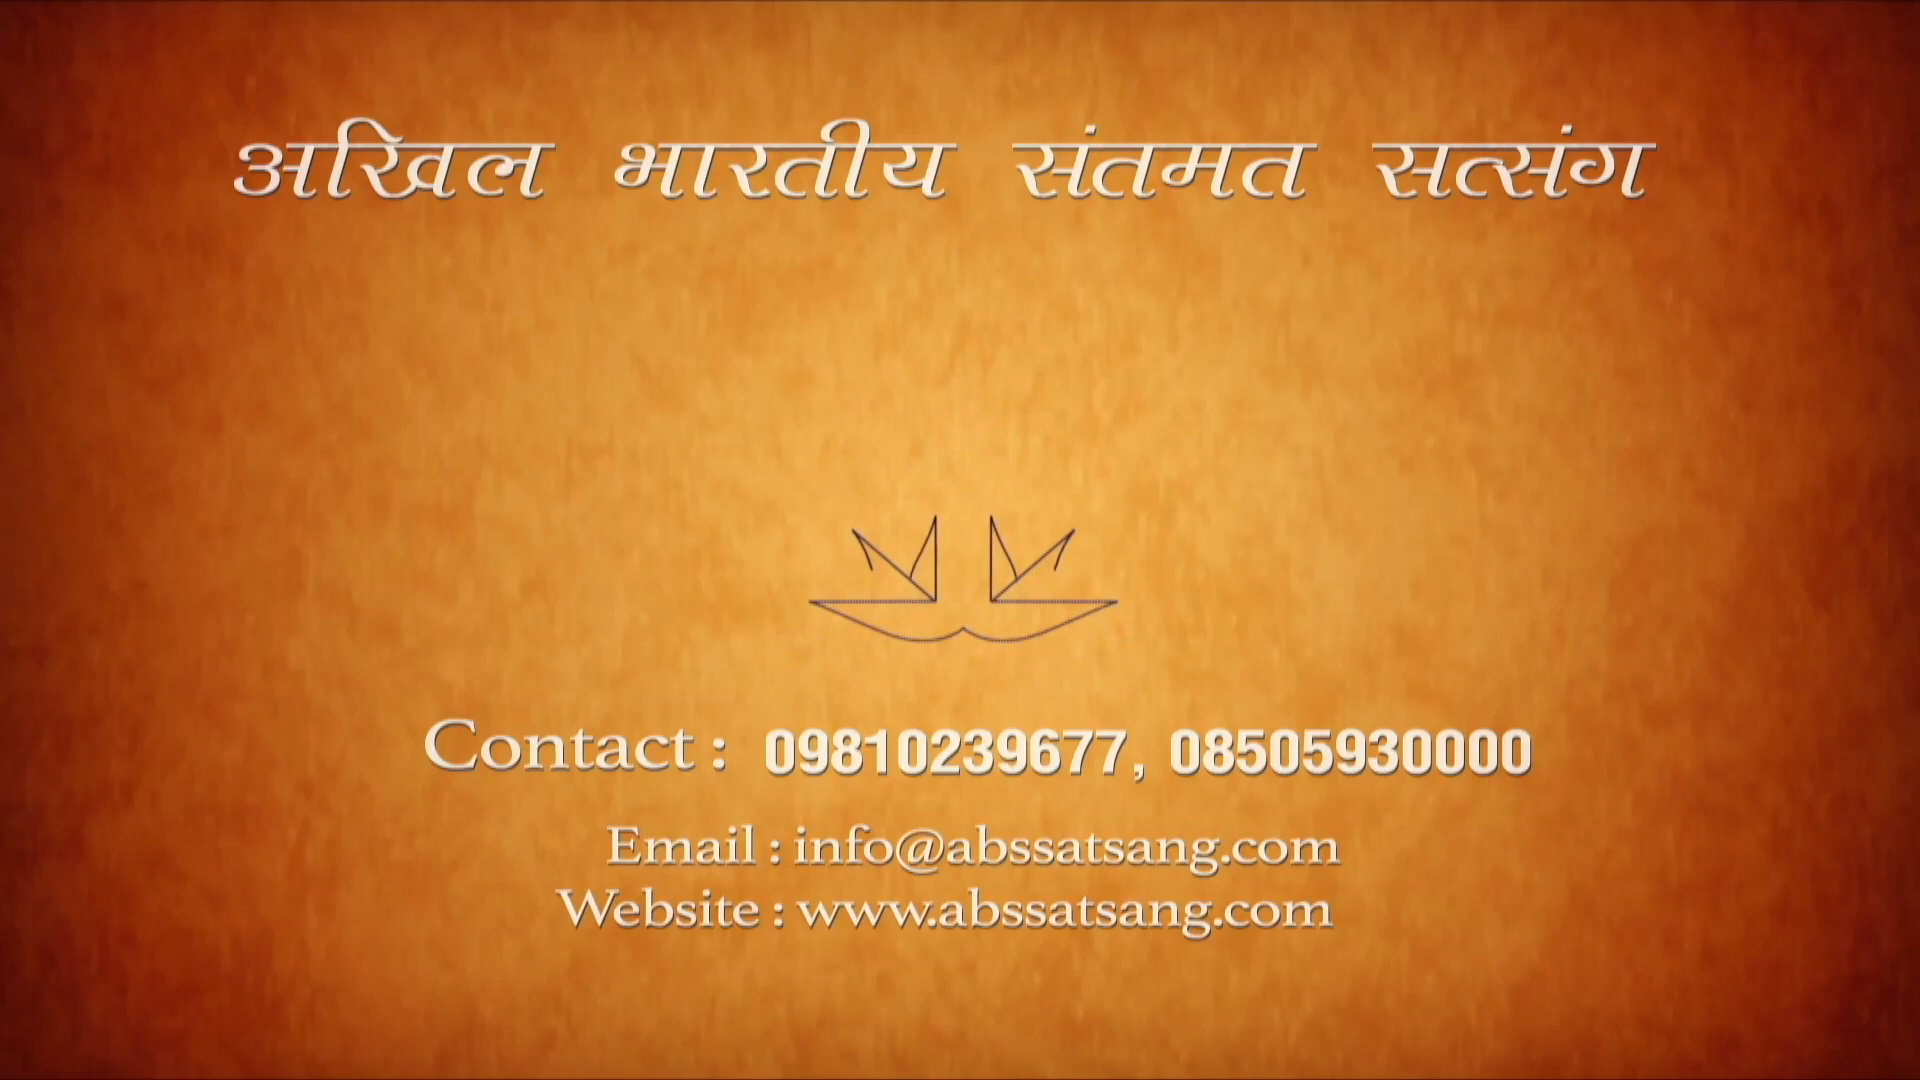 अखिल भारतीय संतमत सत्संग
Contact : 09810239677, 08505930000
Email : info@abssatsang.com
Website : www.abssatsang.com